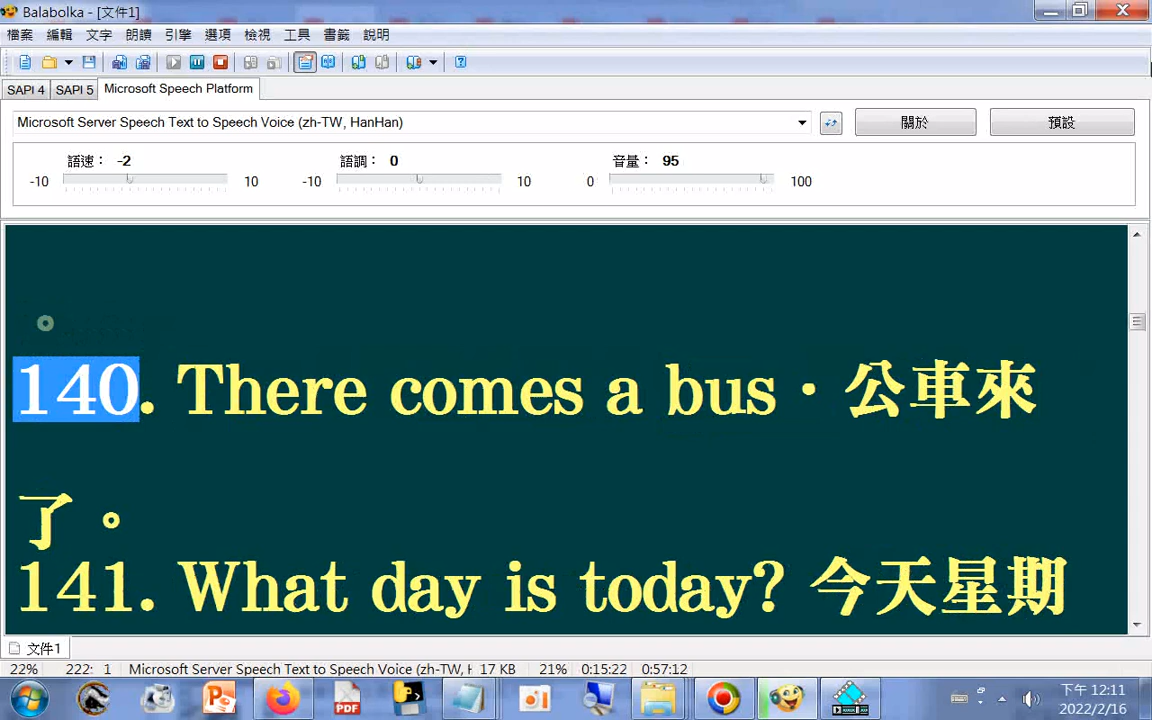 Balabolka - [文件1]
檔案 編輯 文字 朗讀 引擎 選項 檢視 工具 書籤 說明
SAPI 4 SAPI 5 Microsoft Speech Platform
Microsoft Server Speech Text to Speech Voice (zh-TW, HanHan) 關於 預設
語速： -2 語調： 0 音量： 95
-10 10 -10 10 0 100
。
140. There comes a bus · 公車來
了。
141. What day is today? 今天星期
文件1
22% 222: 1 Microsoft Server Speech Text to Speech Voice (zh-TW, H 17 KB 21% 0:15:22 0:57:12
PDF
下午 12:11
2022/2/16